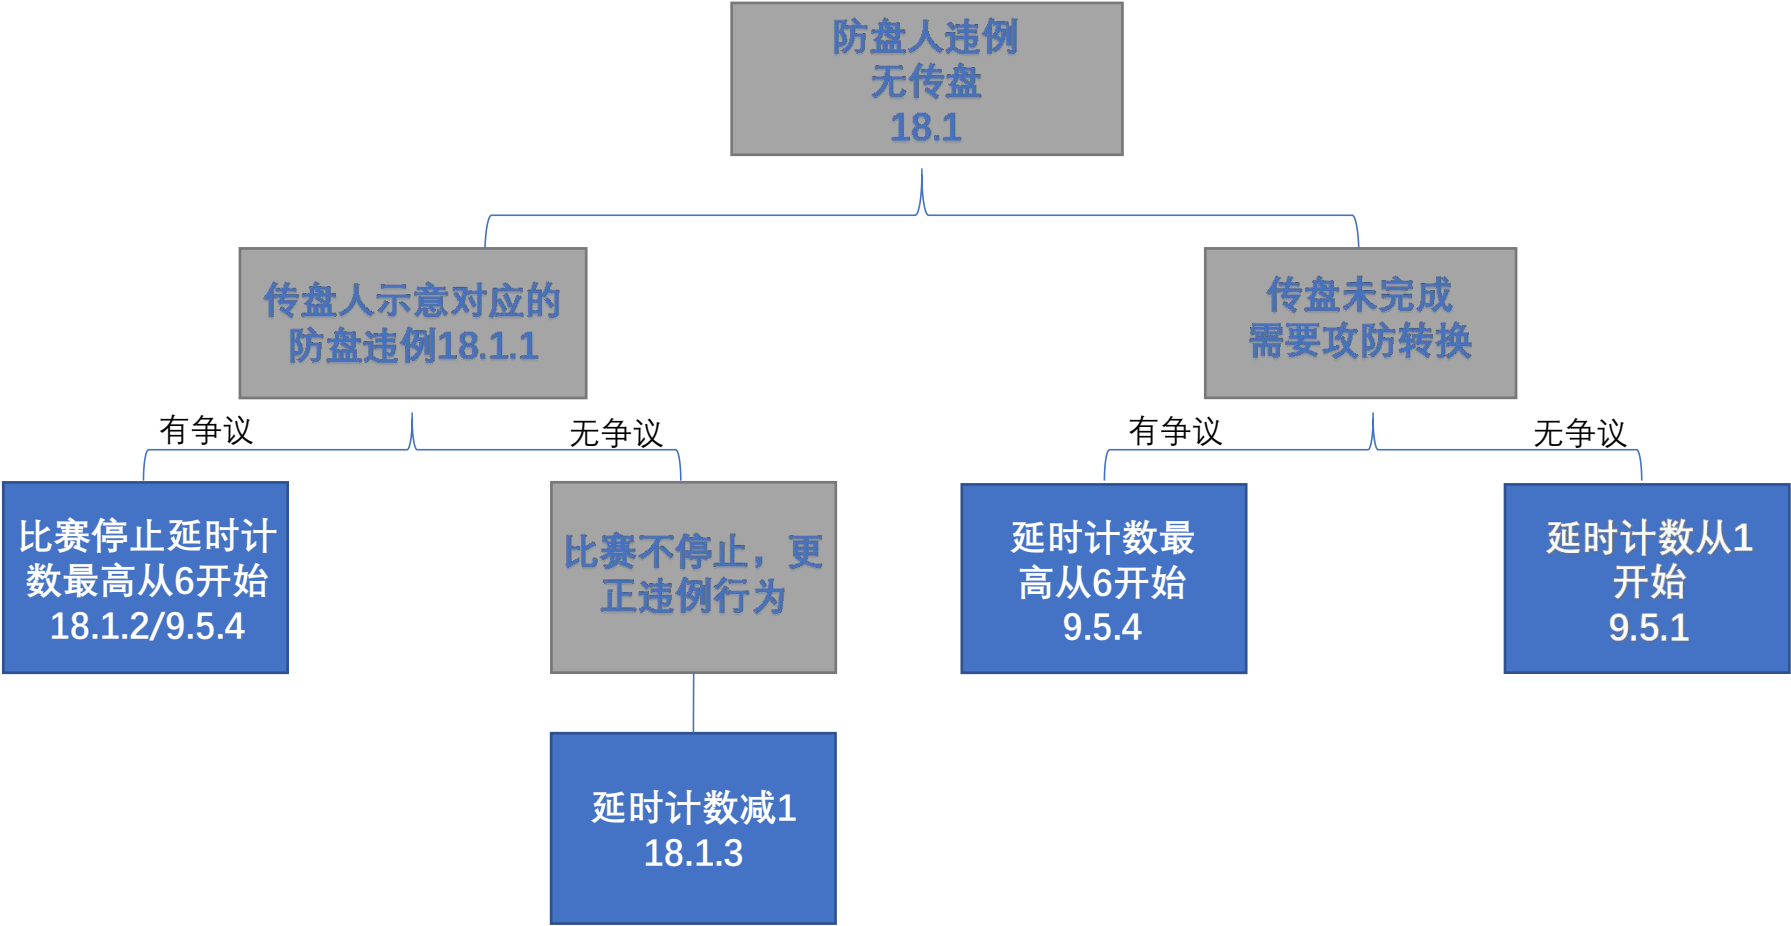 防盘人违例
无传盘
18.1
传盘人示意对应的
防盘违例18.1.1
传盘未完成
需要攻防转换
有争议
无争议
有争议
无争议
比赛停止延时计
数最高从6开始
18.1.2/9.5.4
比赛不停止，更
正违例行为
延时计数最
高从6开始
9.5.4
延时计数从1
开始
9.5.1
延时计数减1
18.1.3